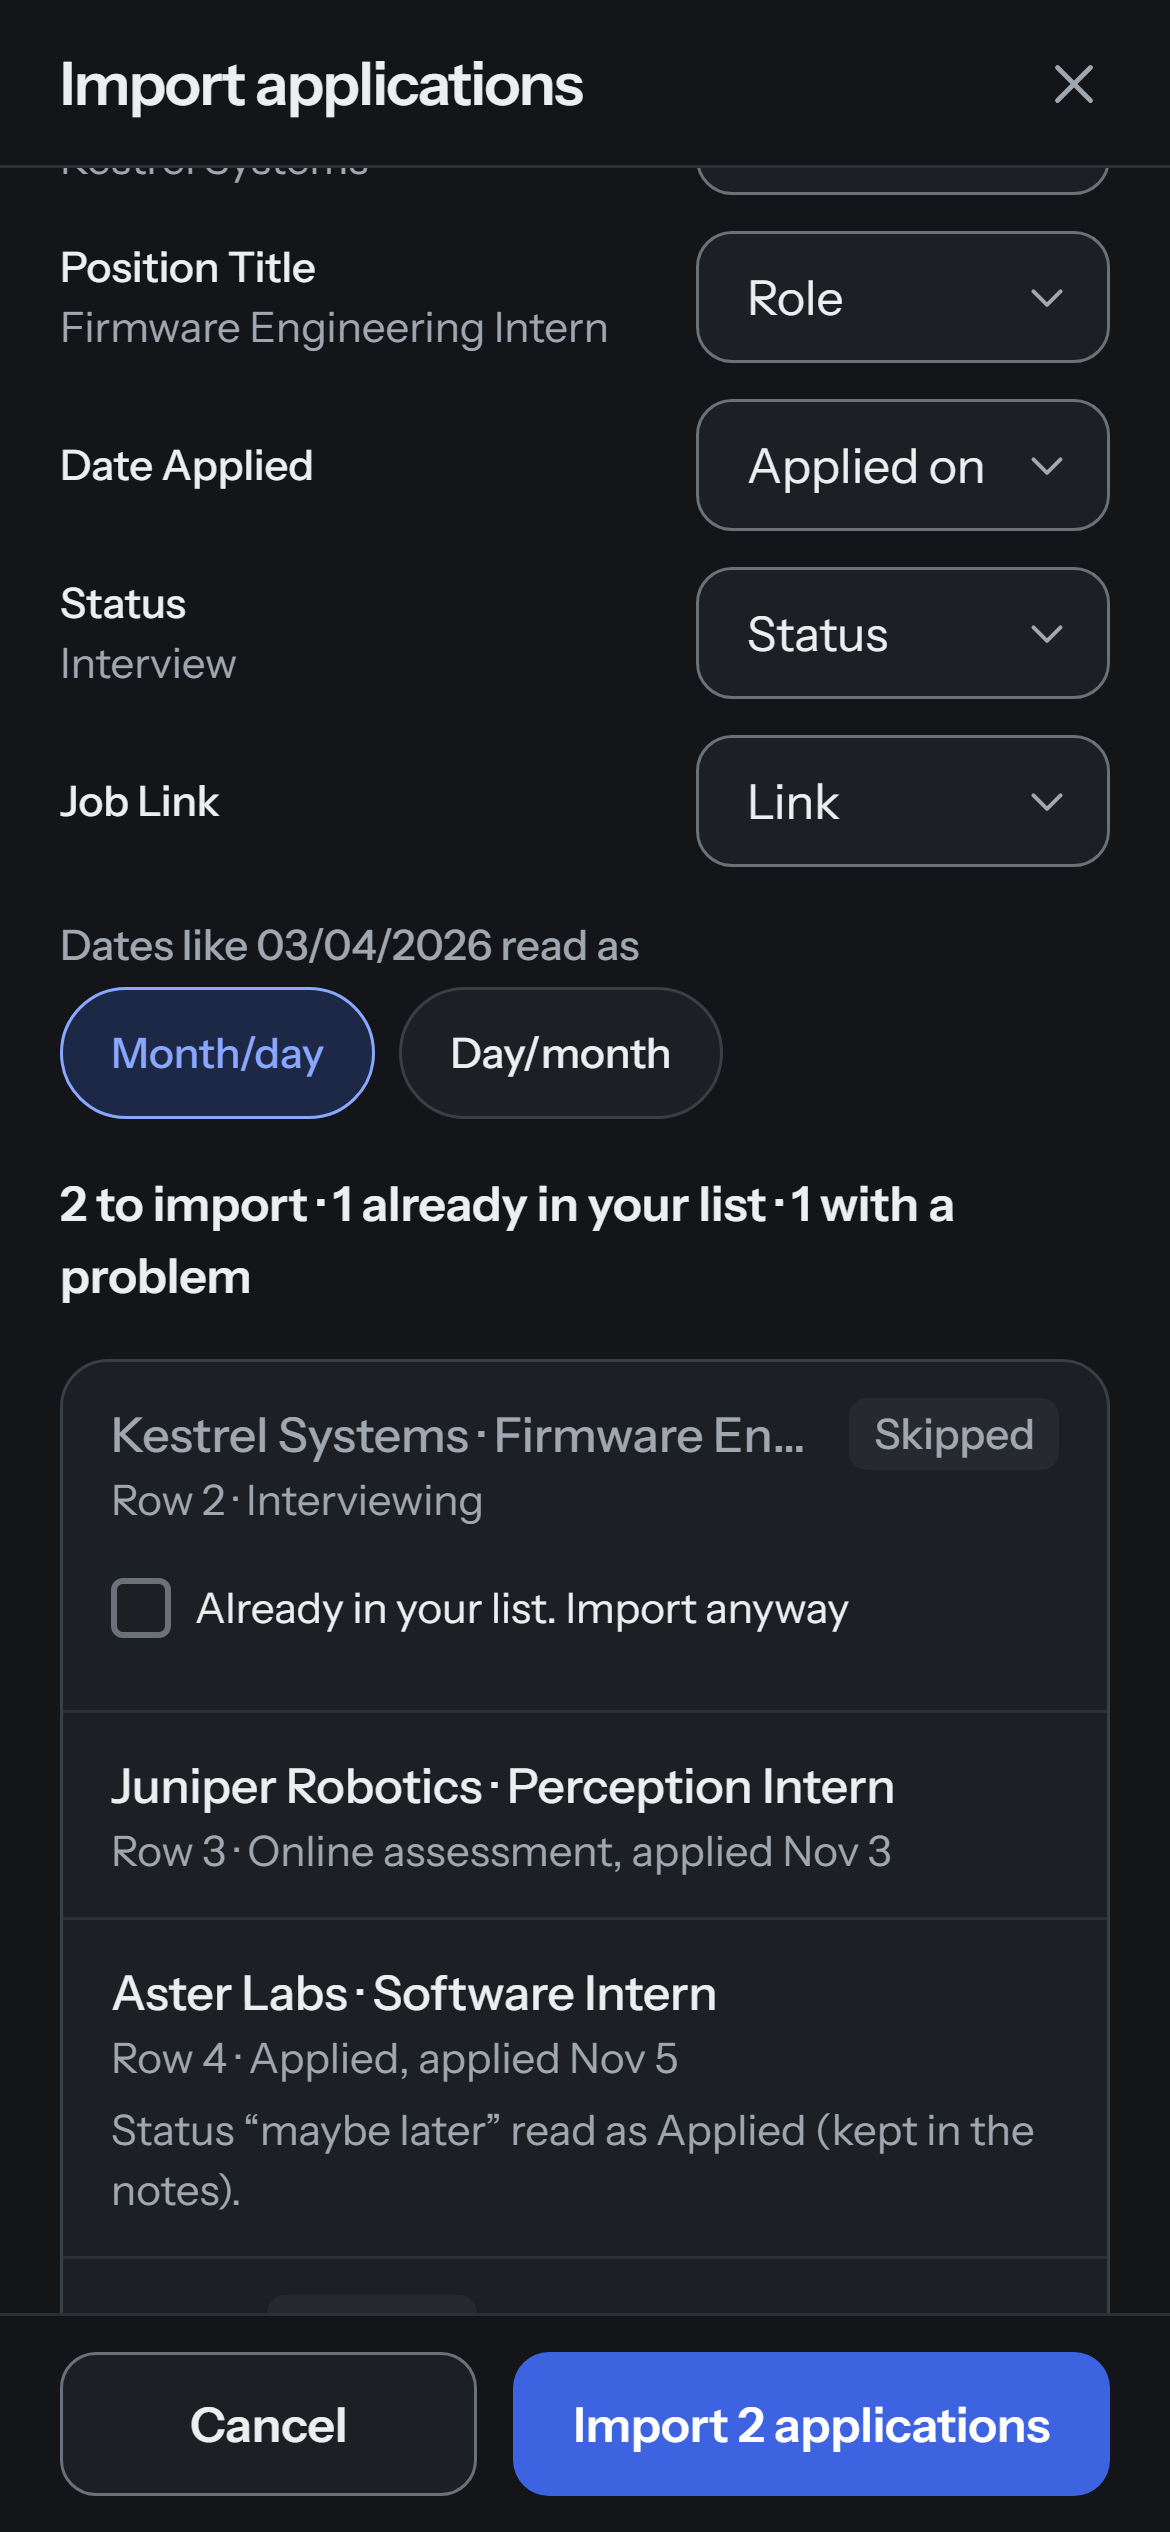 Import applications
Kestrel Systems
Position Title
Firmware Engineering Intern
Role
Date Applied
Applied on
Status
Interview
Status
Job Link
Link
Dates like 03/04/2026 read as
Month/day
Day/month
2 to import · 1 already in your list · 1 with a
problem
Kestrel Systems · Firmware En...
Skipped
Row 2 · Interviewing
Already in your list. Import anyway
Juniper Robotics · Perception Intern
Row 3 · Online assessment, applied Nov 3
Aster Labs · Software Intern
Row 4 · Applied, applied Nov 5
Status “maybe later” read as Applied (kept in the
notes).
Cancel
Import 2 applications